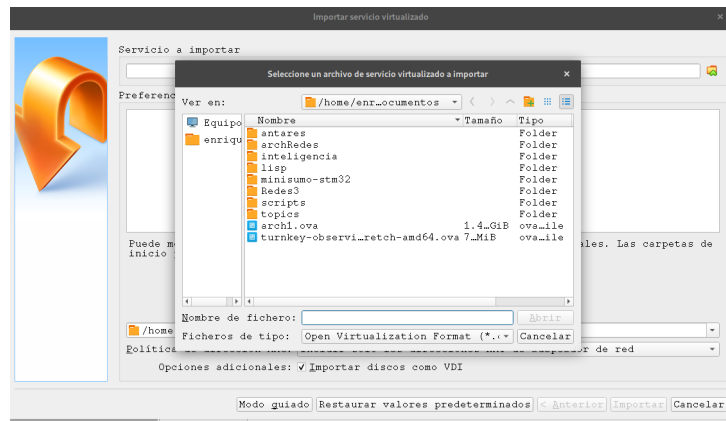 Importar servicio virtualizado ×
Servicio a importar
Seleccione un archivo de servicio virtualizado a importar ×
Preferenc
Ver en: /home/enr…ocumentos
Equipo
enriqu
Nombre Tamaño Tipo
antares Folder
archRedes Folder
inteligencia Folder
lisp Folder
minisumo-stm32 Folder
Redes3 Folder
scripts Folder
topics Folder
arch1.ova 1.4…GiB ova…ile
turnkey-observi…retch-amd64.ova 7…MiB ova…ile
Puede m ales. Las carpetas de
inicio
Nombre de fichero: Abrir
Ficheros de tipo: Open Virtualization Format (*. Cancelar
/home
Política de red
Opciones adicionales: Importar discos como VDI
Modo guiado Restaurar valores predeterminados < Anterior Importar Cancelar